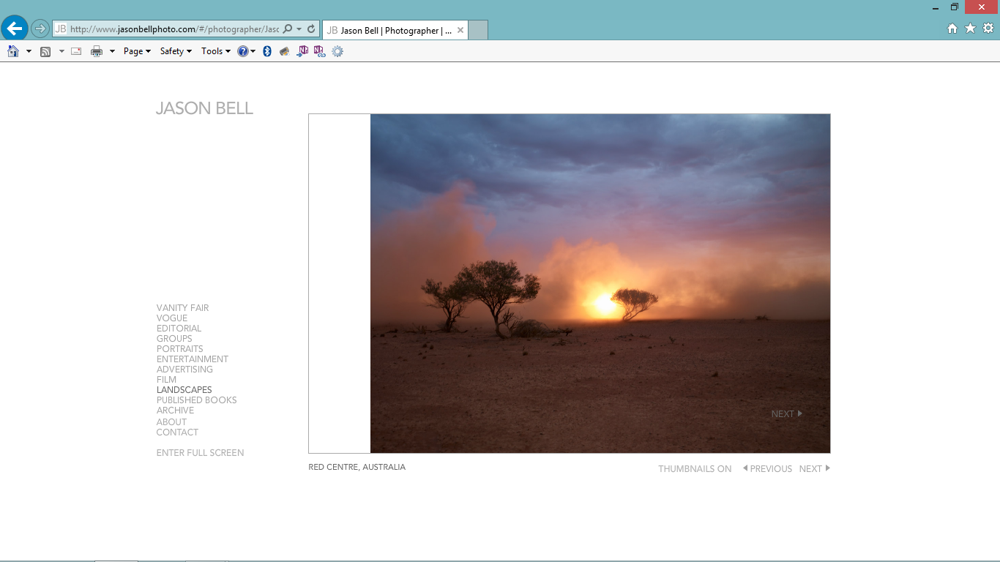 JB http://www.jasonbellphoto.com/#/photographer/Jasc
JB Jason Bell | Photographer | ...
Page Safety Tools
JASON BELL
VANITY FAIR
VOGUE
EDITORIAL
GROUPS
PORTRAITS
ENTERTAINMENT
ADVERTISING
FILM
LANDSCAPES
PUBLISHED BOOKS
ARCHIVE
ABOUT
CONTACT
ENTER FULL SCREEN
NEXT
RED CENTRE, AUSTRALIA
THUMBNAILS ON PREVIOUS NEXT